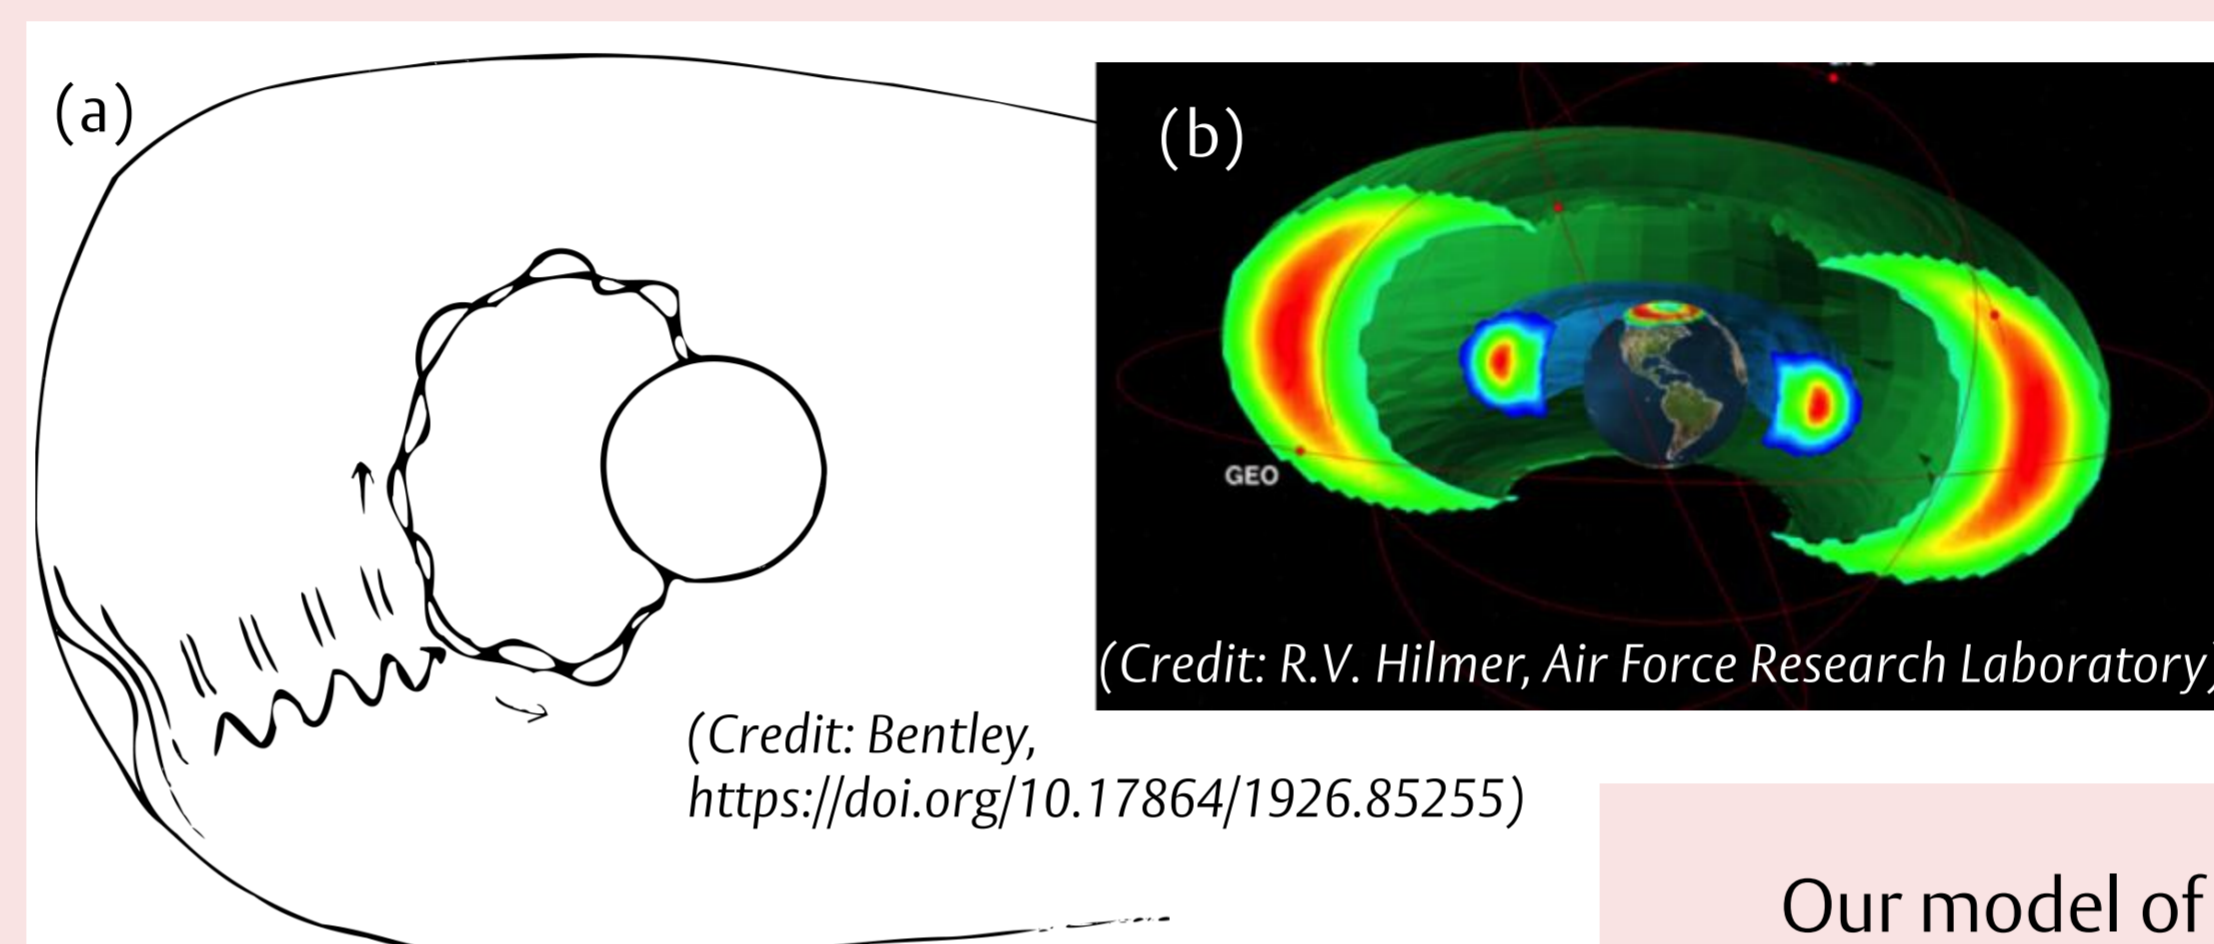 (a)
(b)
GEO
(Credit: R.V. Hilmer, Air Force Research Laboratory)
(Credit: Bentley,
https://doi.org/10.17864/1926.85255)
Our model of